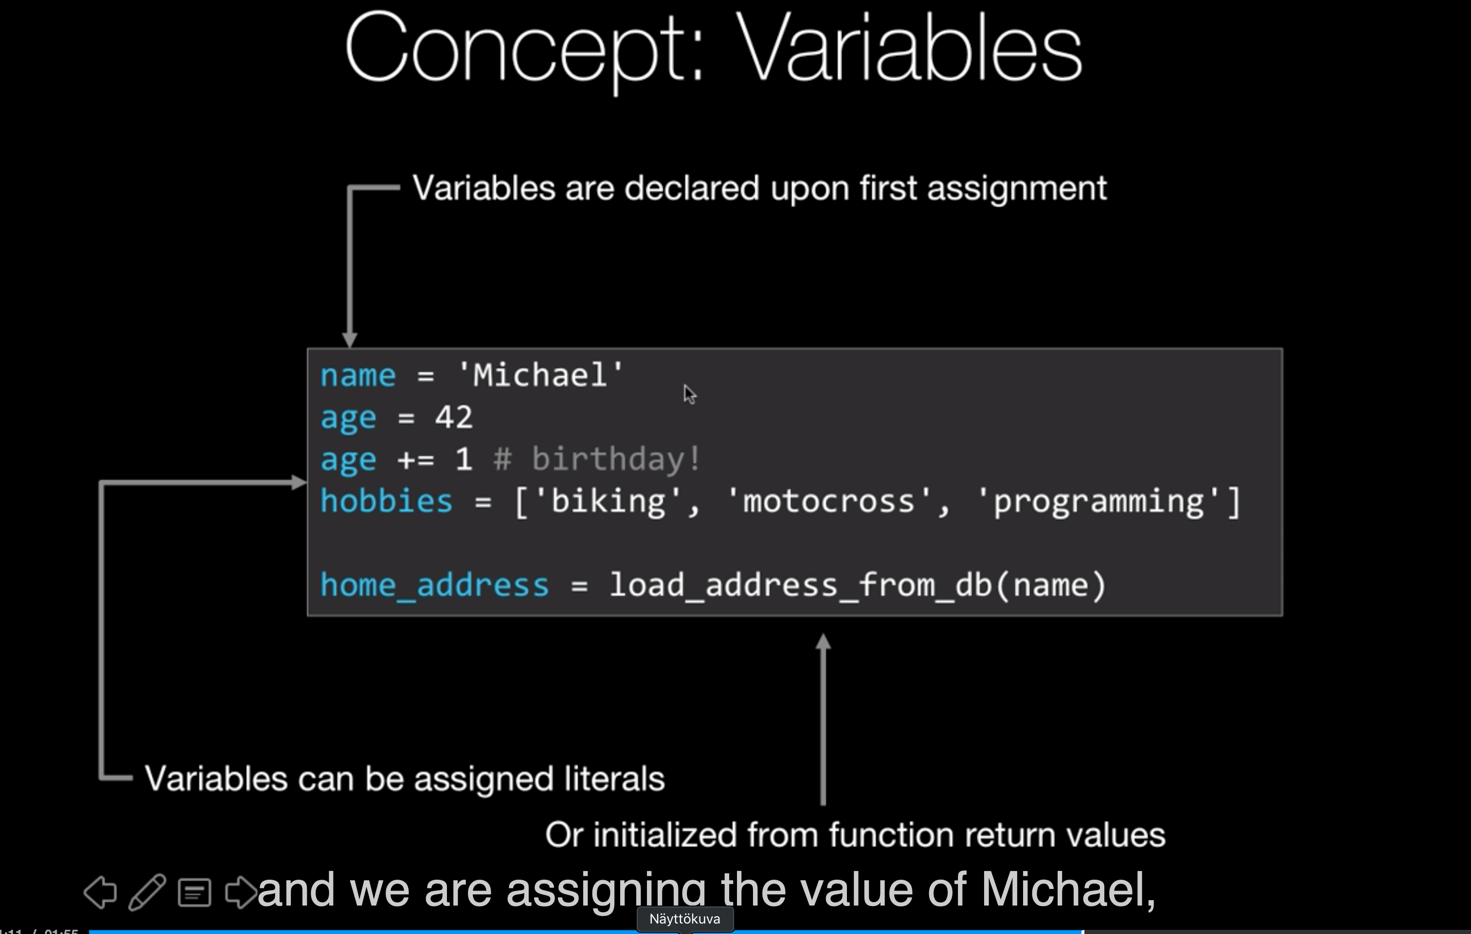 Concept: Variables
Variables are declared upon first assignment
name = 'Michael'
age = 42
age += 1 # birthday!
hobbies = ['biking', 'motocross', 'programming']
home_address = load_address_from_db(name)
Variables can be assigned literals
Or initialized from function return values
and we are assigning the value of Michael,
Näyttökuva